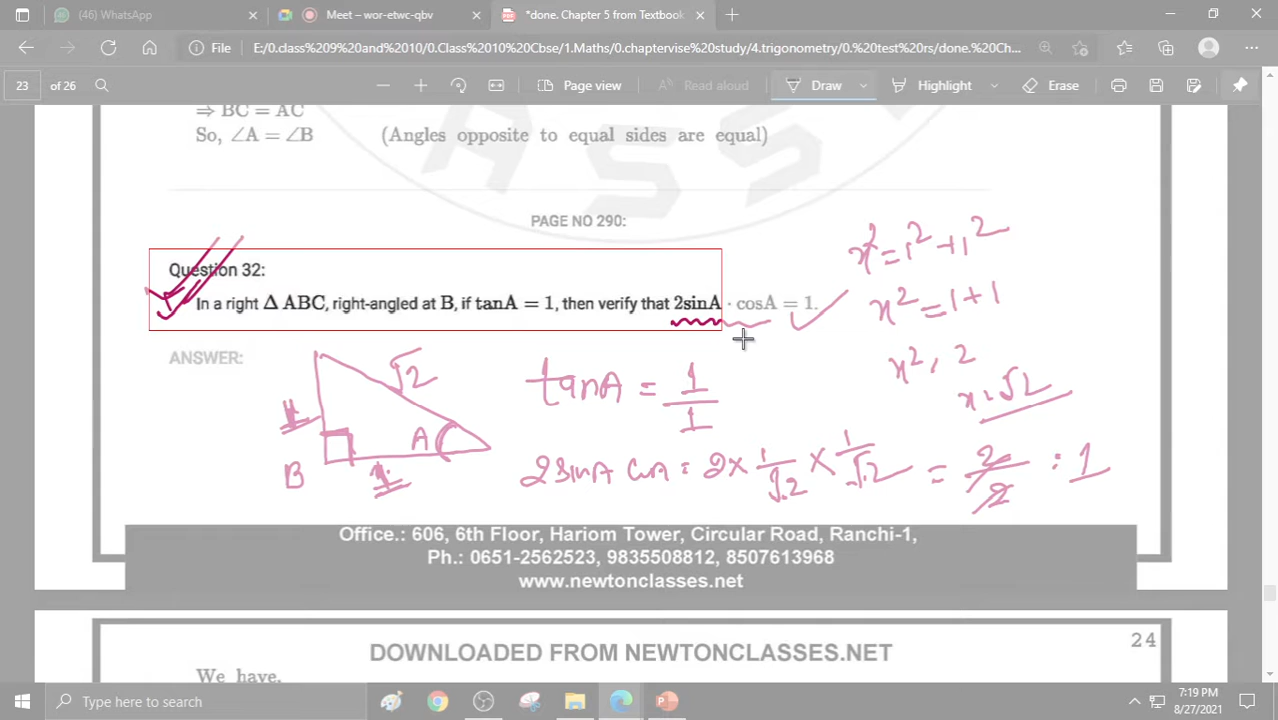 (46) WhatsApp
Meet – wor-etwc-qbv
*done. Chapter 5 from Textbook
File
E:/0.class%209%20and%2010/0.Class%2010%20Cbse/1.Maths/0.chaptervise%20study/4.trigonometry/0.%20test%20rs/done.%20Ch...
23 of 26
Page view
Read aloud
Draw
Highlight
Erase
⇒ BC = AC
So, ∠A = ∠B (Angles opposite to equal sides are equal)
ASS
PAGE NO 290:
Question 32:
In a right Δ ABC, right-angled at B, if tanA = 1, then verify that 2sinA · cosA = 1.
ANSWER:
x² = 1² + 1²
x² = 1 + 1
x² = 2
x = √2
√2
1
A
B
1
tanA = 1/1
2 sinA cosA = 2 × 1/√2 × 1/√2 = 2/2 = 1
Office.: 606, 6th Floor, Hariom Tower, Circular Road, Ranchi-1,
Ph.: 0651-2562523, 9835508812, 8507613968
www.newtonclasses.net
DOWNLOADED FROM NEWTONCLASSES.NET
24
We have,
Type here to search
7:19 PM
8/27/2021